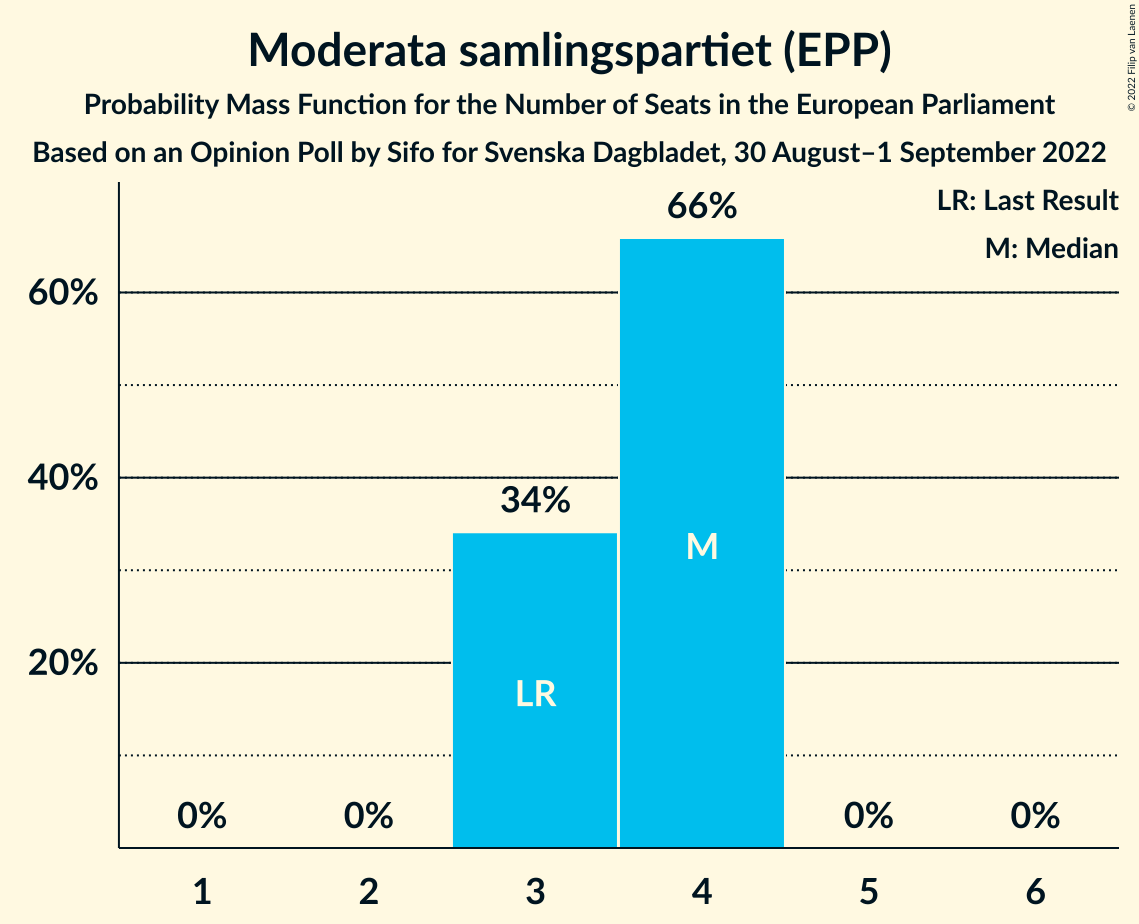 Moderata samlingspartiet (EPP)
Probability Mass Function for the Number of Seats in the European Parliament
Based on an Opinion Poll by Sifo for Svenska Dagbladet, 30 August–1 September 2022
© 2022 Filip van Laenen
LR: Last Result
M: Median
66%
60%
40%
34%
M
20%
LR
0%
0%
0%
0%
1
2
3
4
5
6